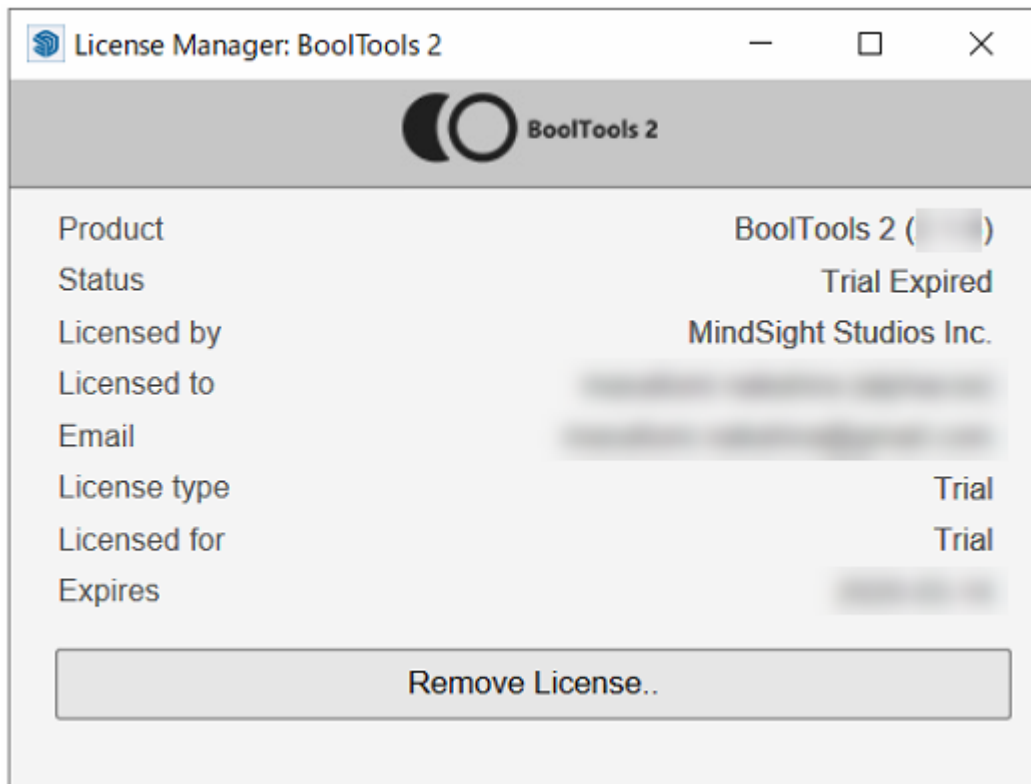 License Manager: BoolTools 2
BoolTools 2
Product BoolTools 2 ( )
Status Trial Expired
Licensed by MindSight Studios Inc.
Licensed to
Email
License type Trial
Licensed for Trial
Expires
Remove License..